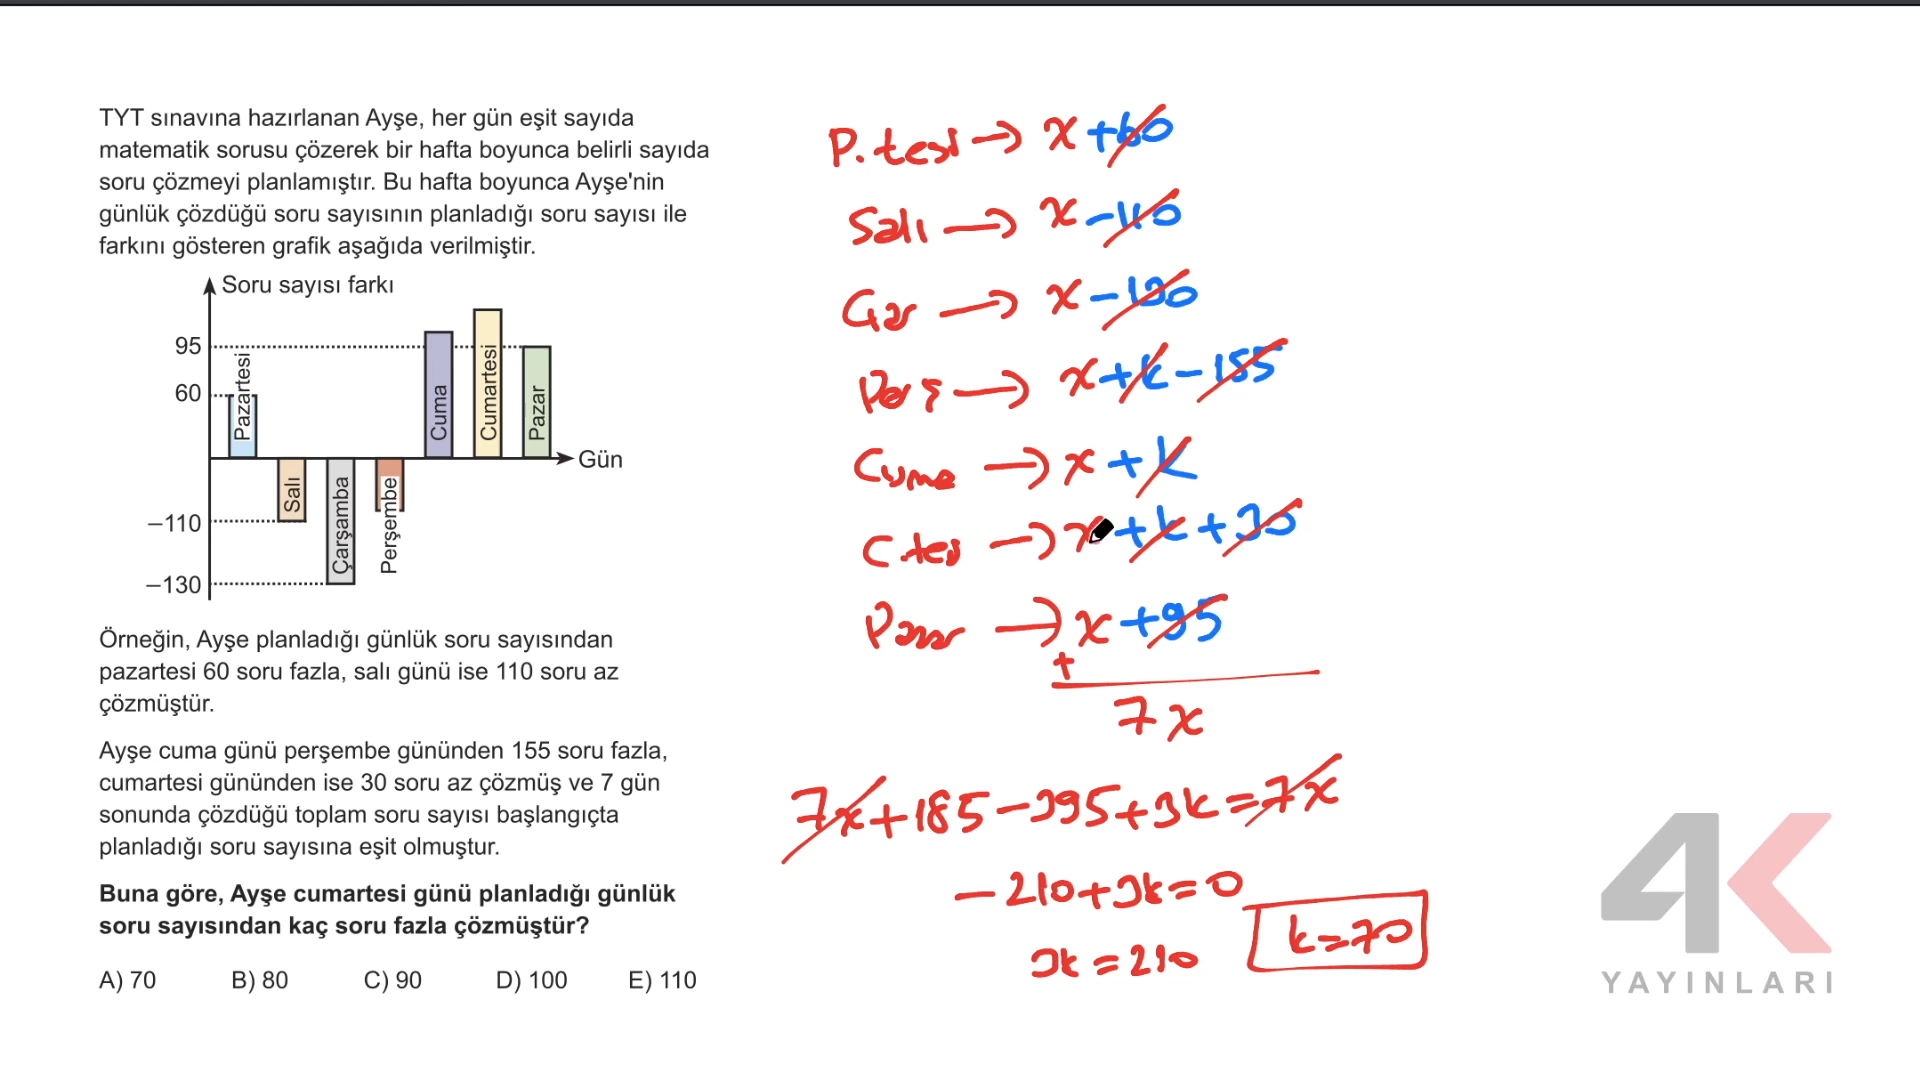 TYT sınavına hazırlanan Ayşe, her gün eşit sayıda
matematik sorusu çözerek bir hafta boyunca belirli sayıda
soru çözmeyi planlamıştır. Bu hafta boyunca Ayşe'nin
günlük çözdüğü soru sayısının planladığı soru sayısı ile
farkını gösteren grafik aşağıda verilmiştir.
Soru sayısı farkı
95
60
−110
−130
Pazartesi
Salı
Çarşamba
Perşembe
Cuma
Cumartesi
Pazar
Gün
Örneğin, Ayşe planladığı günlük soru sayısından
pazartesi 60 soru fazla, salı günü ise 110 soru az
çözmüştür.
Ayşe cuma günü perşembe gününden 155 soru fazla,
cumartesi gününden ise 30 soru az çözmüş ve 7 gün
sonunda çözdüğü toplam soru sayısı başlangıçta
planladığı soru sayısına eşit olmuştur.
Buna göre, Ayşe cumartesi günü planladığı günlük
soru sayısından kaç soru fazla çözmüştür?
A) 70 B) 80 C) 90 D) 100 E) 110
P.tesi → x + 60
Salı → x − 110
Çar → x − 130
Perş → x + k − 155
Cuma → x + k
C.tesi → x + k + 30
Pazar → x + 95
+
7x
7x + 185 − 395 + 3k = 7x
− 210 + 3k = 0
3k = 210
k = 70
4K
YAYINLARI